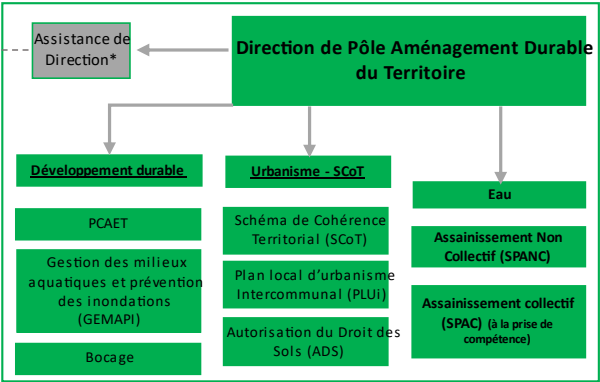 Assistance de
Direction*
Direction de Pôle Aménagement Durable
du Territoire
Développement durable
PCAET
Gestion des milieux
aquatiques et prévention
des inondations
(GEMAPI)
Bocage
Urbanisme - SCoT
Schéma de Cohérence
Territorial (SCoT)
Plan local d’urbanisme
Intercommunal (PLUi)
Autorisation du Droit des
Sols (ADS)
Eau
Assainissement Non
Collectif (SPANC)
Assainissement collectif
(SPAC) (à la prise de
compétence)